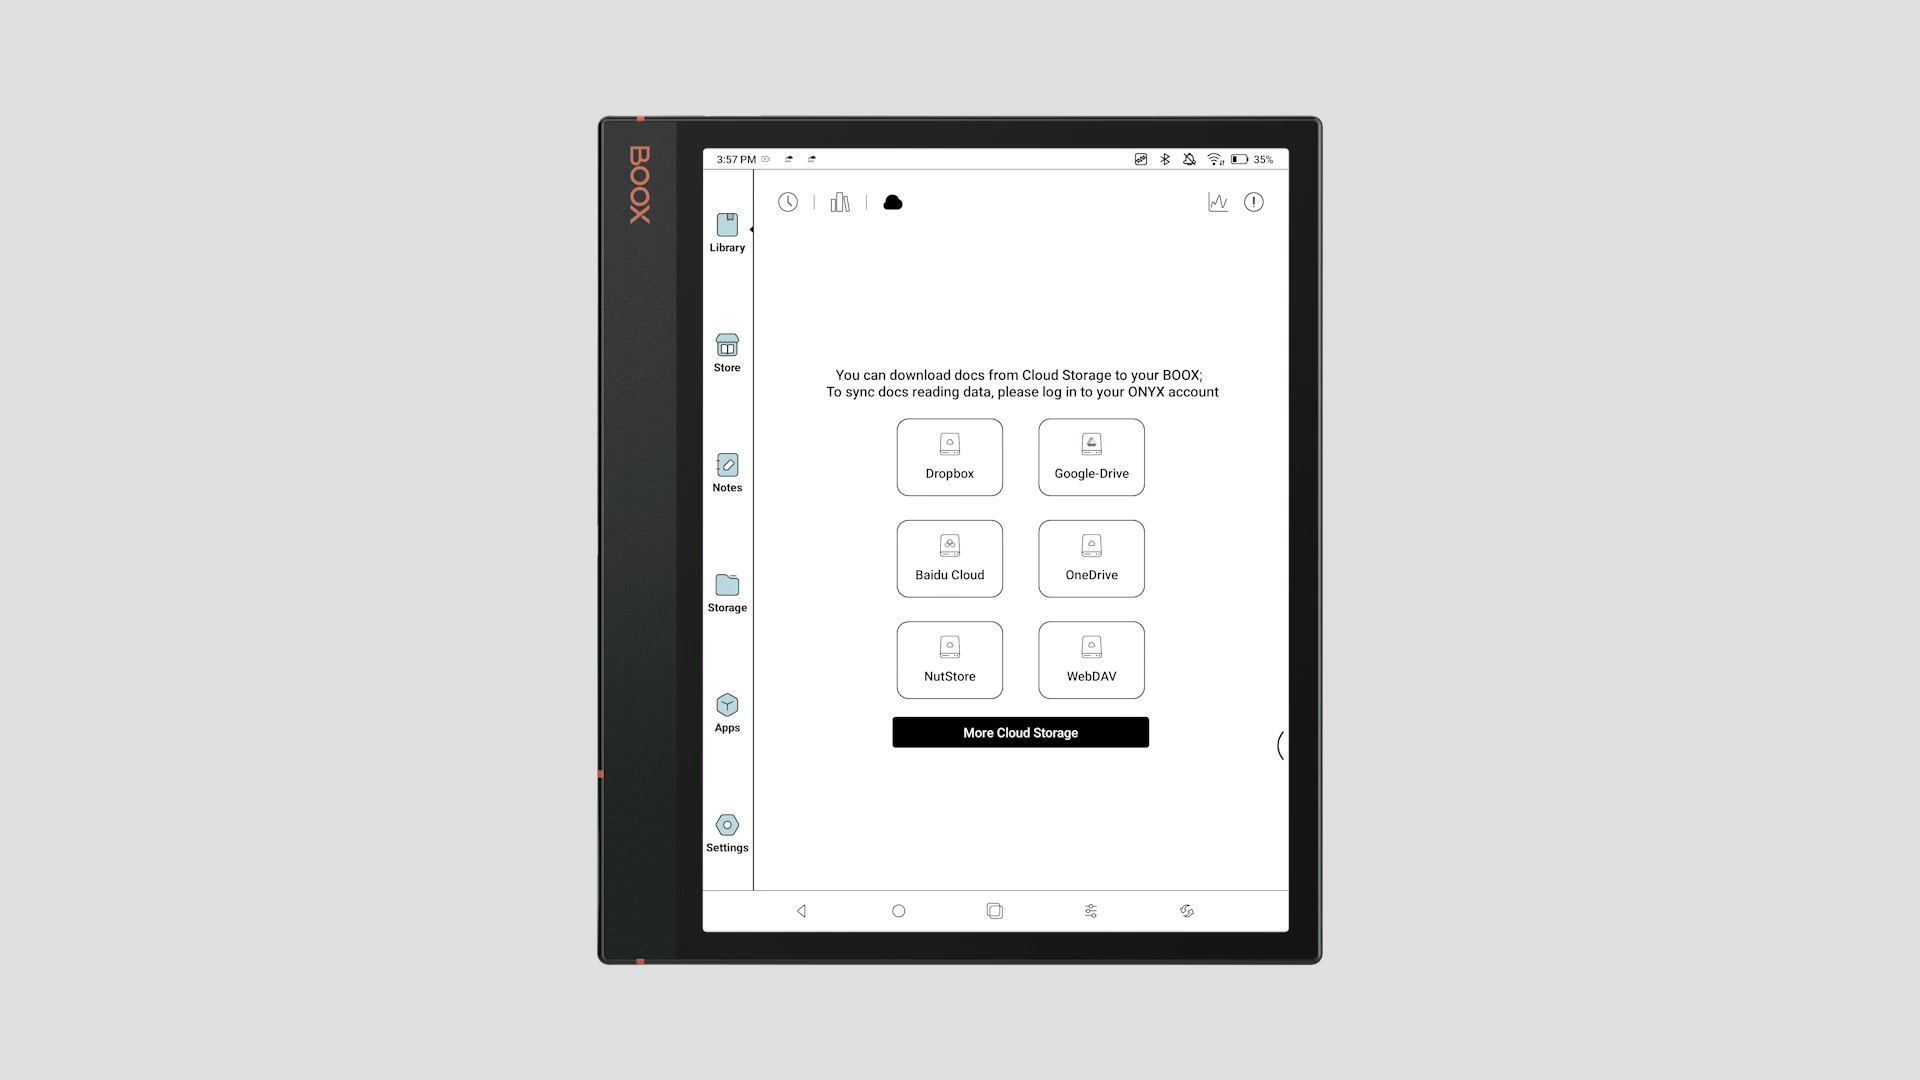 BOOX
3:57 PM
35%
Library
Store
Notes
Storage
Apps
Settings
You can download docs from Cloud Storage to your BOOX;
To sync docs reading data, please log in to your ONYX account
Dropbox
Google-Drive
Baidu Cloud
OneDrive
NutStore
WebDAV
More Cloud Storage